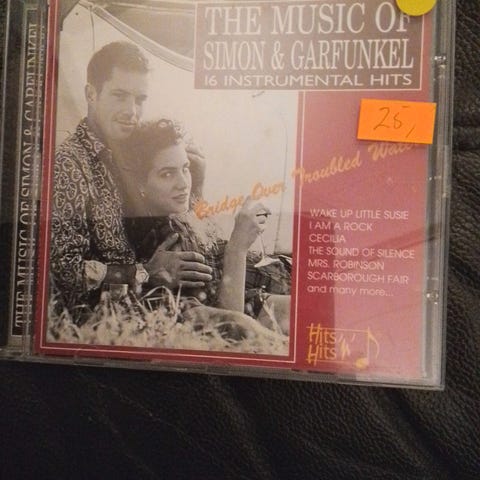 THE MUSIC OF SIMON & GARFUNKEL
THE MUSIC OF
SIMON & GARFUNKEL
16 INSTRUMENTAL HITS
25,
Bridge Over Troubled Water
WAKE UP LITTLE SUSIE
I AM A ROCK
CECILIA
THE SOUND OF SILENCE
MRS. ROBINSON
SCARBOROUGH FAIR
and many more...
Hits 'n'
Hits